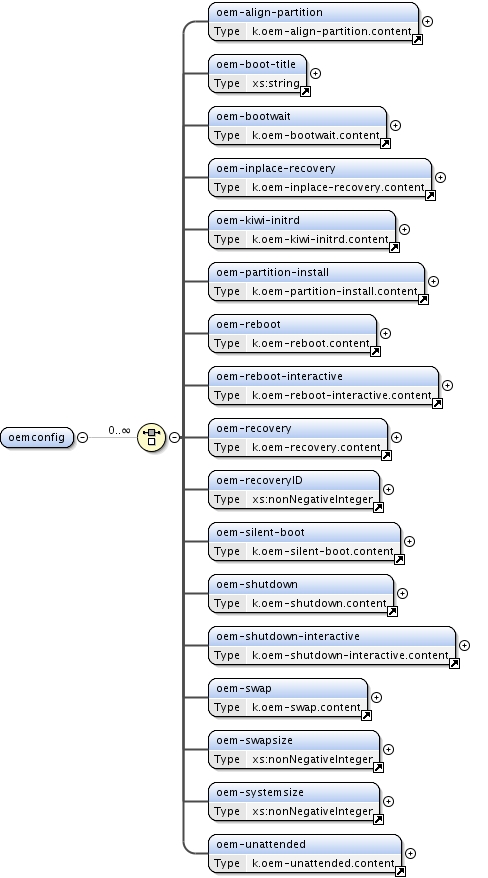 oem-align-partition
Type k.oem-align-partition.content
oem-boot-title
Type xs:string
oem-bootwait
Type k.oem-bootwait.content
oem-inplace-recovery
Type k.oem-inplace-recovery.content
oem-kiwi-initrd
Type k.oem-kiwi-initrd.content
oem-partition-install
Type k.oem-partition-install.content
oem-reboot
Type k.oem-reboot.content
oem-reboot-interactive
Type k.oem-reboot-interactive.content
oemconfig 0..∞
oem-recovery
Type k.oem-recovery.content
oem-recoveryID
Type xs:nonNegativeInteger
oem-silent-boot
Type k.oem-silent-boot.content
oem-shutdown
Type k.oem-shutdown.content
oem-shutdown-interactive
Type k.oem-shutdown-interactive.content
oem-swap
Type k.oem-swap.content
oem-swapsize
Type xs:nonNegativeInteger
oem-systemsize
Type xs:nonNegativeInteger
oem-unattended
Type k.oem-unattended.content